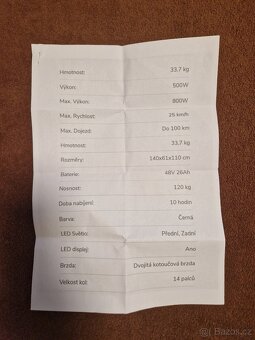 Hmotnost: 33.7 kg
Výkon: 500W
Max. Výkon: 800W
Max. Rychlost: 25 km/h
Max. Dojezd: Do 100 km
Hmotnost: 33.7 kg
Rozměry: 140x61x110 cm
Baterie: 48V 26Ah
Nosnost: 120 kg
Doba nabíjení: 10 hodin
Barva: Černá
LED Světlo: Přední, Zadní
LED displej: Ano
Brzda: Dvojitá kotoučová brzda
Velikost kol: 14 palců
Bazos.cz